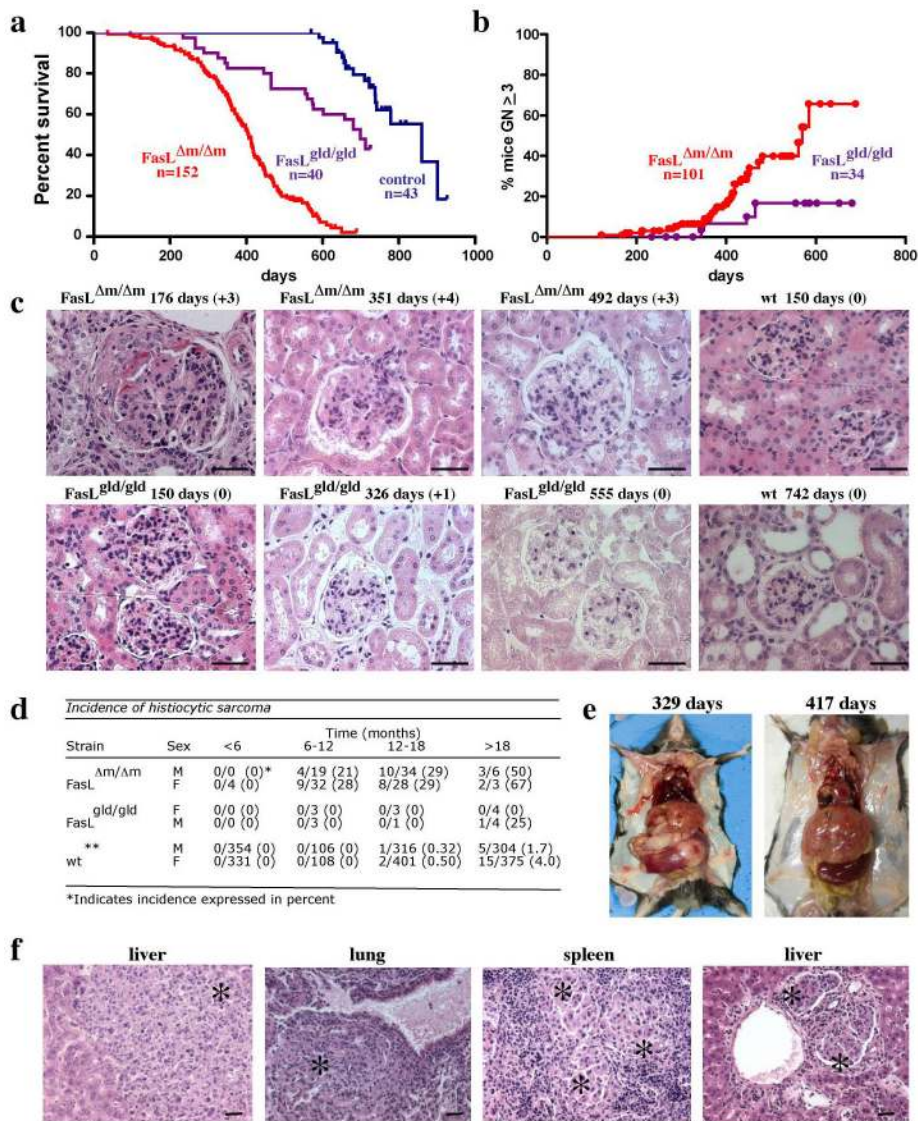 a
100
80
60
40
20
0
Percent survival
FasL Δm/Δm
n=152
FasL gld/gld
n=40
control
n=43
0 200 400 600 800 1000
days
b
100
80
60
40
20
0
% mice GN ≥ 3
FasL Δm/Δm
n=101
FasL gld/gld
n=34
0 200 400 600 800
days
c
FasL Δm/Δm 176 days (+3)
FasL Δm/Δm 351 days (+4)
FasL Δm/Δm 492 days (+3)
wt 150 days (0)
FasL gld/gld 150 days (0)
FasL gld/gld 326 days (+1)
FasL gld/gld 555 days (0)
wt 742 days (0)
d
Incidence of histiocytic sarcoma
Time (months)
Strain Sex <6 6-12 12-18 >18
Δm/Δm M 0/0 (0)* 4/19 (21) 10/34 (29) 3/6 (50)
FasL F 0/4 (0) 9/32 (28) 8/28 (29) 2/3 (67)
gld/gld F 0/0 (0) 0/3 (0) 0/3 (0) 0/4 (0)
FasL M 0/0 (0) 0/3 (0) 0/1 (0) 1/4 (25)
** M 0/354 (0) 0/106 (0) 1/316 (0.32) 5/304 (1.7)
wt F 0/331 (0) 0/108 (0) 2/401 (0.50) 15/375 (4.0)
*Indicates incidence expressed in percent
e
329 days
417 days
f
liver
lung
spleen
liver
*
*
* * *
* *